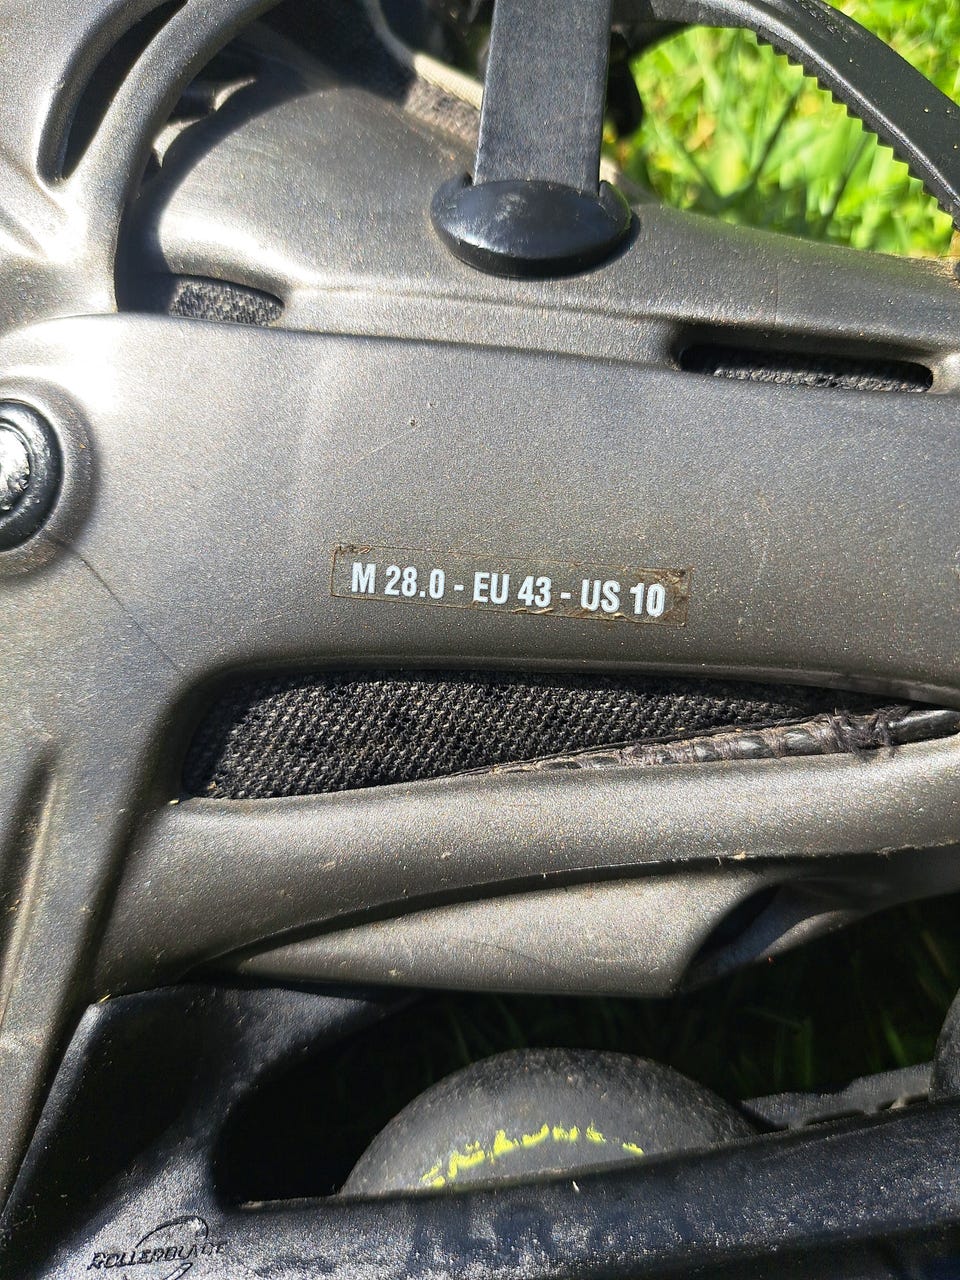 M 28.0 - EU 43 - US 10
ROLLERBLADE